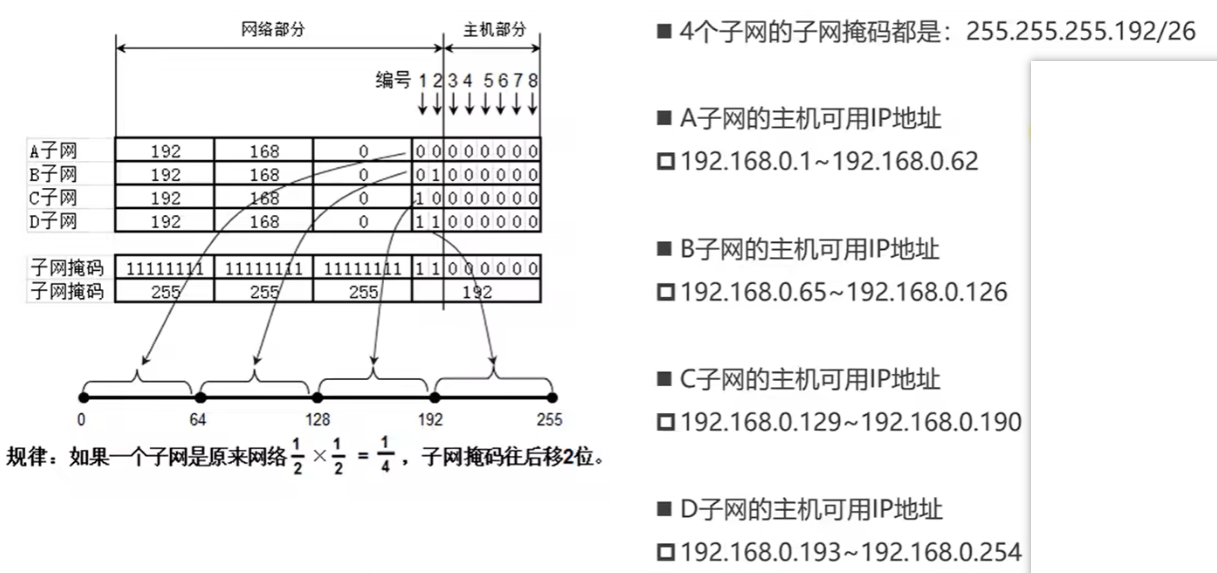 网络部分 主机部分
编号 1 2 3 4 5 6 7 8
A子网 192 168 0 0 0 0 0 0 0 0 0
B子网 192 168 0 0 1 0 0 0 0 0 0
C子网 192 168 0 1 0 0 0 0 0 0 0
D子网 192 168 0 1 1 0 0 0 0 0 0
子网掩码 11111111 11111111 11111111 1 1 0 0 0 0 0 0
子网掩码 255 255 255 192
0 64 128 192 255
规律：如果一个子网是原来网络 1/2 × 1/2 = 1/4 ，子网掩码往后移2位。
■ 4个子网的子网掩码都是：255.255.255.192/26
■ A子网的主机可用IP地址
192.168.0.1~192.168.0.62
■ B子网的主机可用IP地址
192.168.0.65~192.168.0.126
■ C子网的主机可用IP地址
192.168.0.129~192.168.0.190
■ D子网的主机可用IP地址
192.168.0.193~192.168.0.254